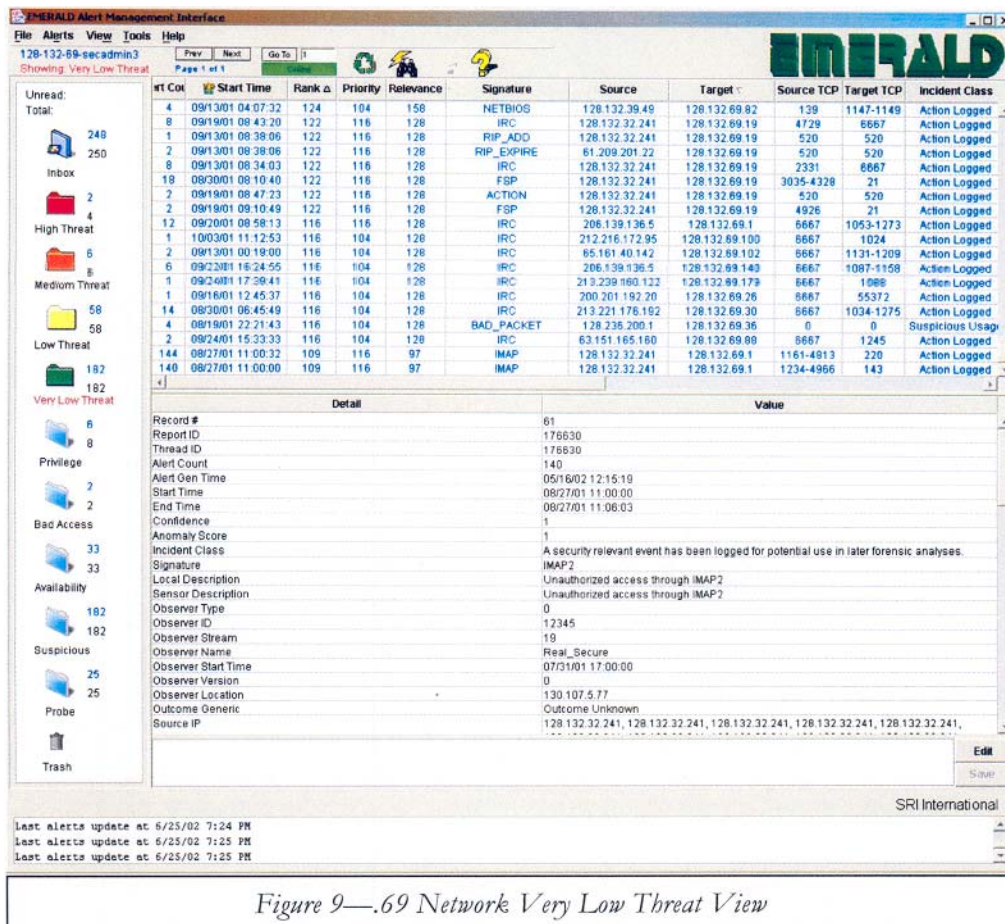 EMERALD Alert Management Interface
File Alerts View Tools Help
128-132-69-secadmin3
Showing: Very Low Threat
Prev Next Go To 1
Page 1 of 1
EMERALD
Unread:
Total:
248
250
Inbox
2
4
High Threat
6
Medium Threat
58
58
Low Threat
182
182
Very Low Threat
6
8
Privilege
2
2
Bad Access
33
33
Availability
182
182
Suspicious
25
25
Probe
Trash
rt Cou Start Time Rank Δ Priority Relevance Signature Source Target Source TCP Target TCP Incident Class
4 09/13/01 04:07:32 124 104 158 NETBIOS 128.132.39.49 128.132.69.82 139 1147-1149 Action Logged
8 09/19/01 08:43:20 122 116 128 IRC 128.132.32.241 128.132.69.19 4729 6667 Action Logged
1 09/13/01 08:38:06 122 116 128 RIP_ADD 128.132.32.241 128.132.69.19 520 520 Action Logged
2 09/13/01 08:38:06 122 116 128 RIP_EXPIRE 61.209.201.22 128.132.69.19 520 520 Action Logged
8 09/13/01 08:34:03 122 116 128 IRC 128.132.32.241 128.132.69.19 2331 6667 Action Logged
18 08/30/01 08:10:40 122 116 128 FSP 128.132.32.241 128.132.69.19 3035-4328 21 Action Logged
2 09/19/01 08:47:23 122 116 128 ACTION 128.132.32.241 128.132.69.19 520 520 Action Logged
2 09/19/01 09:10:49 122 116 128 FSP 128.132.32.241 128.132.69.19 4926 21 Action Logged
12 09/20/01 08:58:13 116 116 128 IRC 206.139.136.5 128.132.69.1 6667 1053-1273 Action Logged
1 10/03/01 11:12:53 116 104 128 IRC 212.216.172.95 128.132.69.100 6667 1024 Action Logged
2 09/13/01 00:19:00 116 104 128 IRC 65.161.40.142 128.132.69.102 6667 1131-1209 Action Logged
6 09/22/01 16:24:55 116 104 128 IRC 206.139.136.5 128.132.69.140 6667 1087-1158 Action Logged
1 09/24/01 17:39:41 116 104 128 IRC 213.239.160.122 128.132.69.179 6667 1088 Action Logged
1 09/16/01 12:45:37 116 104 128 IRC 200.201.192.20 128.132.69.26 6667 55372 Action Logged
14 08/30/01 06:45:49 116 104 128 IRC 213.221.176.192 128.132.69.30 6667 1034-1275 Action Logged
4 08/19/01 22:21:43 116 104 128 BAD_PACKET 128.236.200.1 128.132.69.36 0 0 Suspicious Usag
2 09/24/01 15:33:33 116 104 128 IRC 63.151.165.160 128.132.69.88 6667 1245 Action Logged
144 08/27/01 11:00:32 109 116 97 IMAP 128.132.32.241 128.132.69.1 1161-4813 220 Action Logged
140 08/27/01 11:00:00 109 116 97 IMAP 128.132.32.241 128.132.69.1 1234-4966 143 Action Logged
Detail Value
Record # 61
Report ID 176630
Thread ID 176630
Alert Count 140
Alert Gen Time 05/16/02 12:15:19
Start Time 08/27/01 11:00:00
End Time 08/27/01 11:06:03
Confidence 1
Anomaly Score 1
Incident Class A security relevant event has been logged for potential use in later forensic analyses.
Signature IMAP2
Local Description Unauthorized access through IMAP2
Sensor Description Unauthorized access through IMAP2
Observer Type 0
Observer ID 12345
Observer Stream 19
Observer Name Real_Secure
Observer Start Time 07/31/01 17:00:00
Observer Version 0
Observer Location 130.107.5.77
Outcome Generic Outcome Unknown
Source IP 128.132.32.241, 128.132.32.241, 128.132.32.241, 128.132.32.241, 128.132.32.241,
Edit
Save
SRI International
Last alerts update at 6/25/02 7:24 PM
Last alerts update at 6/25/02 7:25 PM
Last alerts update at 6/25/02 7:25 PM
Figure 9—.69 Network Very Low Threat View